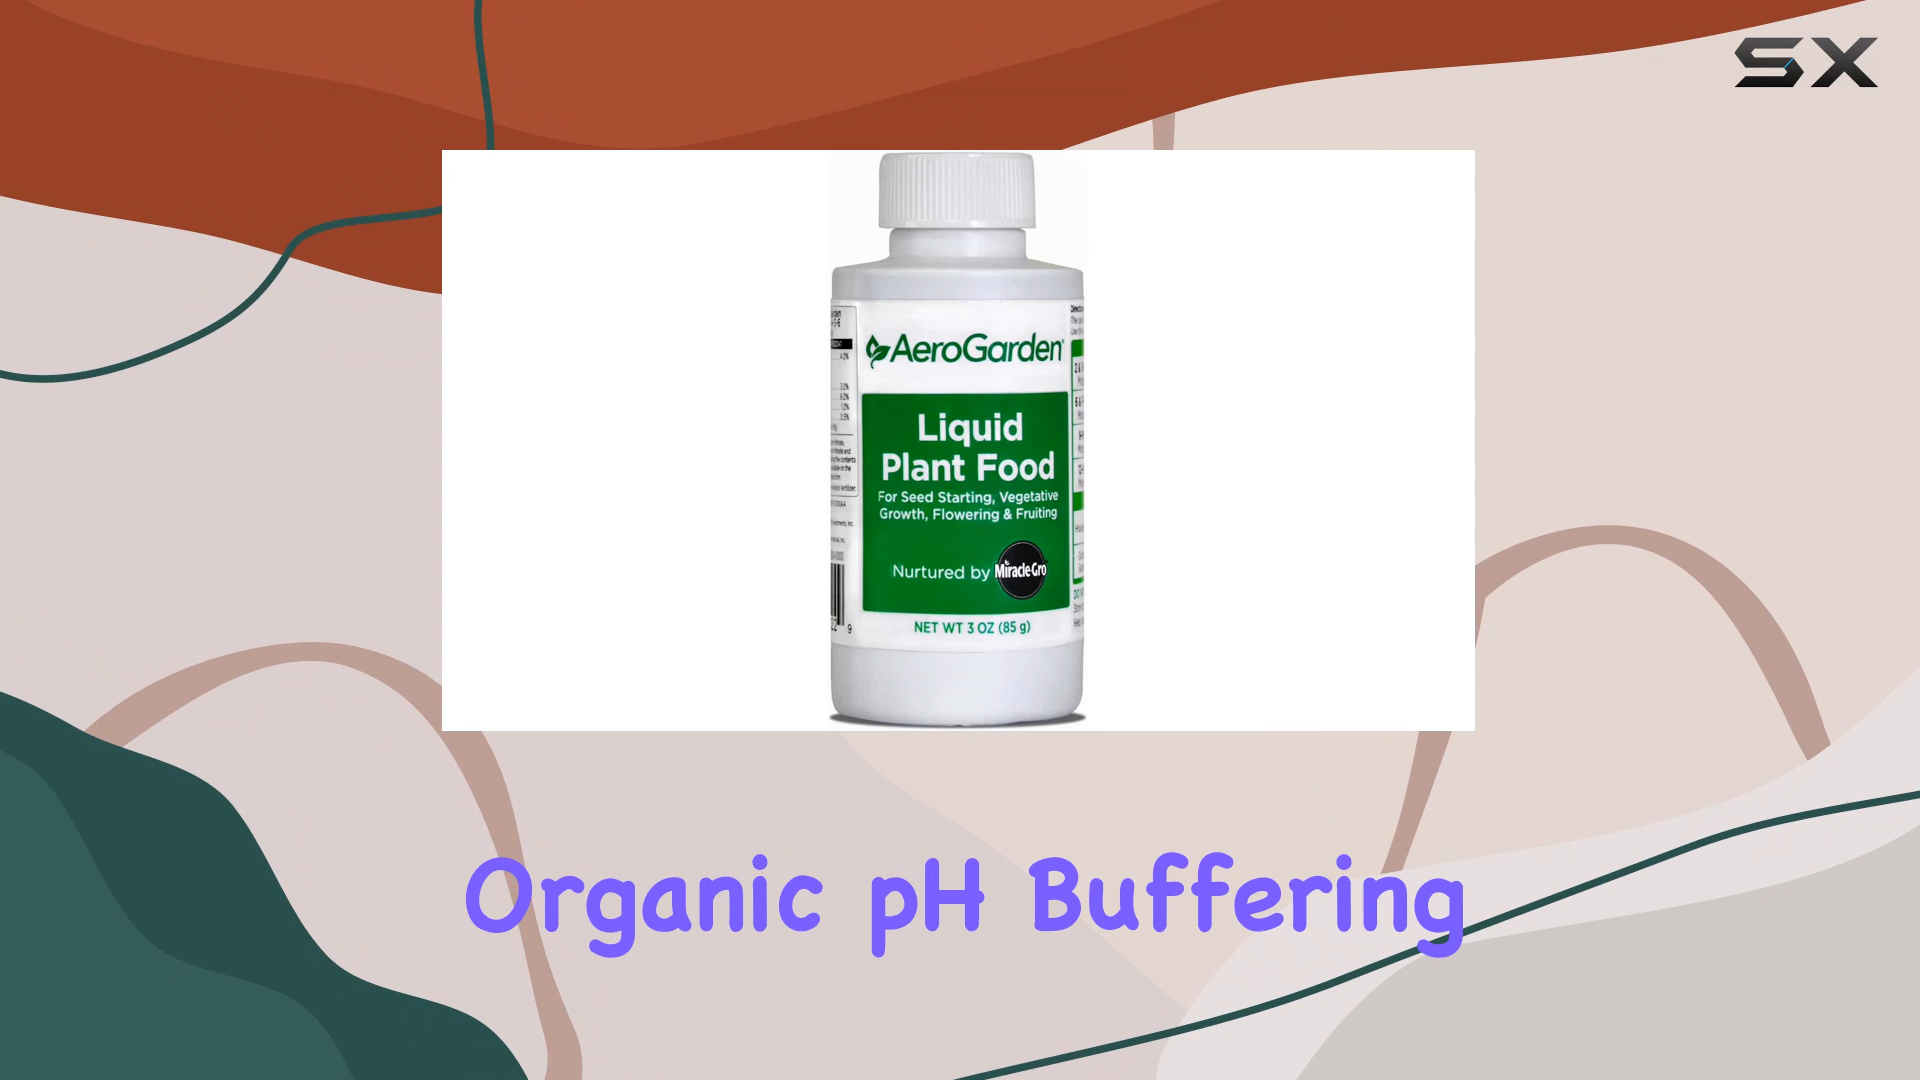 SX
AeroGarden
Liquid
Plant Food
For Seed Starting, Vegetative
Growth, Flowering & Fruiting
Nurtured by Miracle-Gro
NET WT 3 OZ (85 g)
Organic pH Buffering